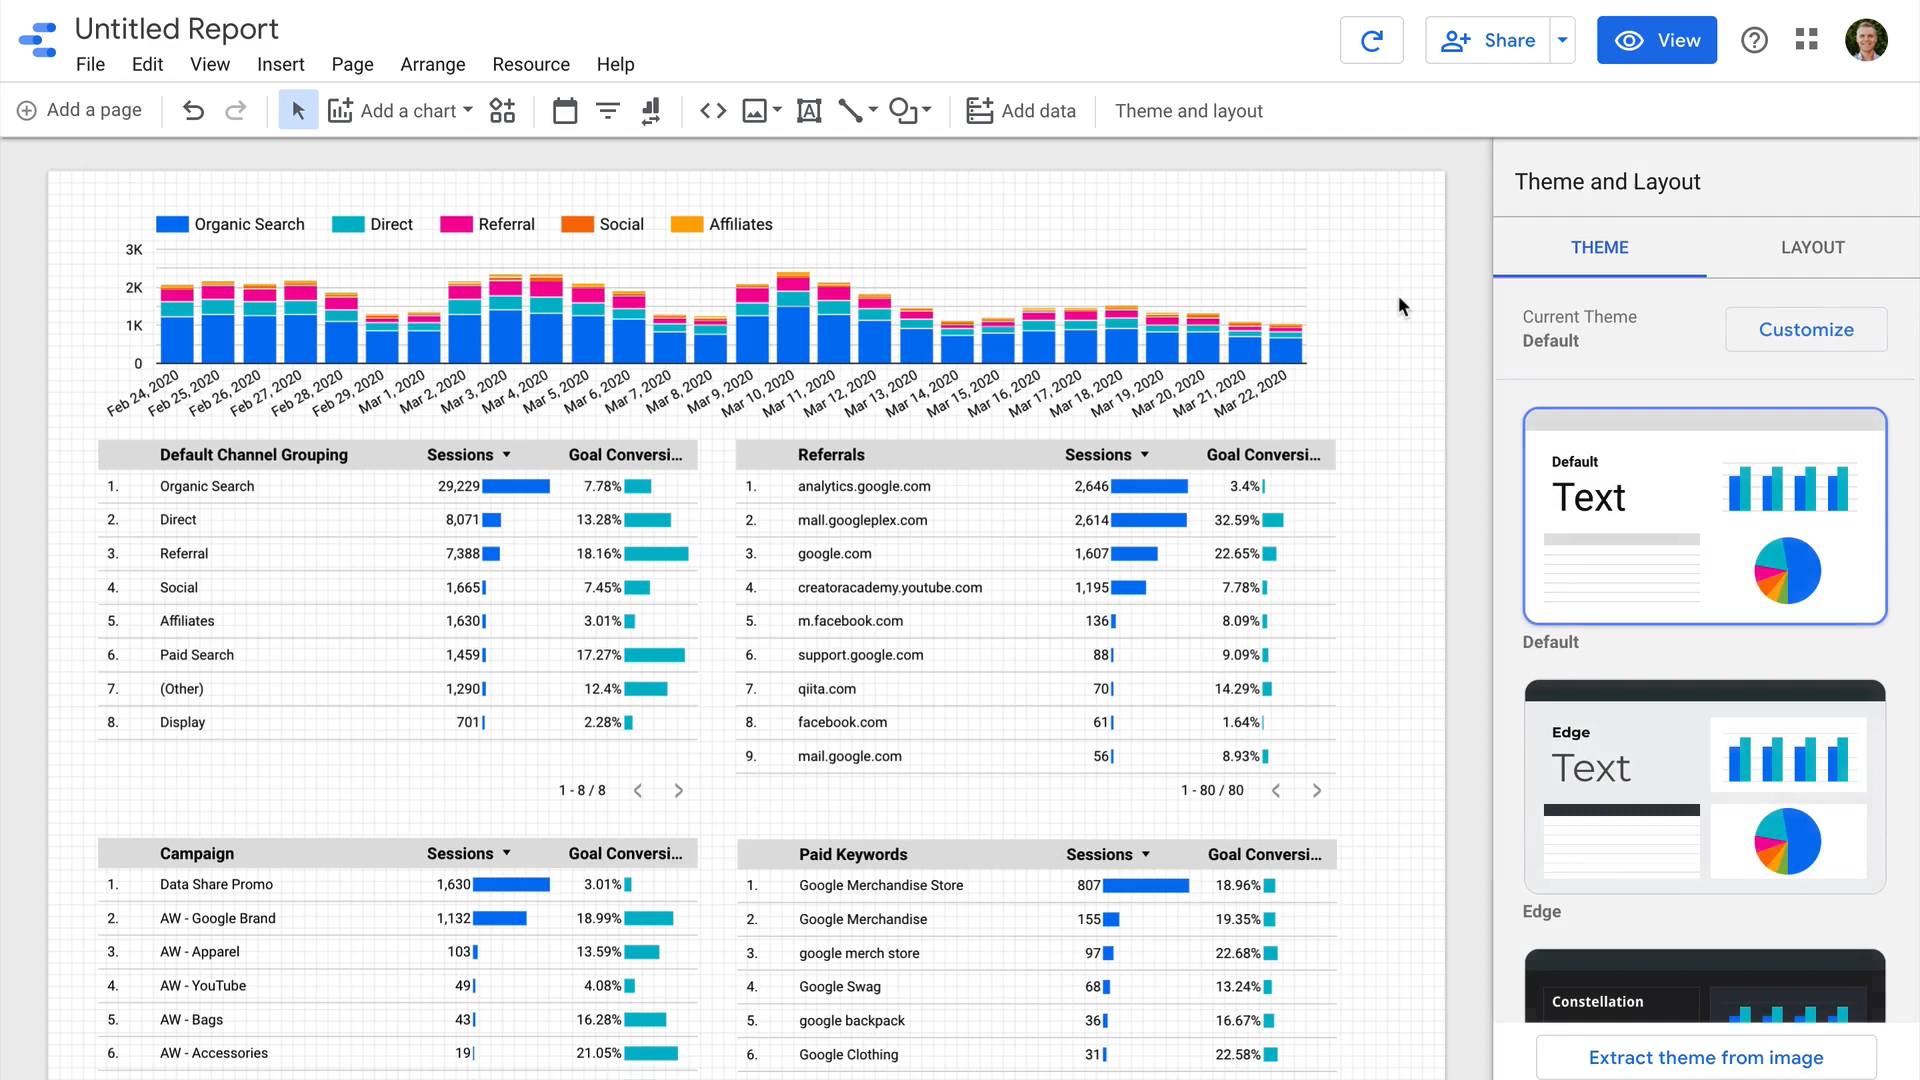 Untitled Report
File Edit View Insert Page Arrange Resource Help
Share View
Add a page Add a chart Add data Theme and layout
Organic Search Direct Referral Social Affiliates
3K
2K
1K
0
Feb 24, 2020 Feb 25, 2020 Feb 26, 2020 Feb 27, 2020 Feb 28, 2020 Feb 29, 2020 Mar 1, 2020 Mar 2, 2020 Mar 3, 2020 Mar 4, 2020 Mar 5, 2020 Mar 6, 2020 Mar 7, 2020 Mar 8, 2020 Mar 9, 2020 Mar 10, 2020 Mar 11, 2020 Mar 12, 2020 Mar 13, 2020 Mar 14, 2020 Mar 15, 2020 Mar 16, 2020 Mar 17, 2020 Mar 18, 2020 Mar 19, 2020 Mar 20, 2020 Mar 21, 2020 Mar 22, 2020
Default Channel Grouping Sessions Goal Conversi...
1. Organic Search 29,229 7.78%
2. Direct 8,071 13.28%
3. Referral 7,388 18.16%
4. Social 1,665 7.45%
5. Affiliates 1,630 3.01%
6. Paid Search 1,459 17.27%
7. (Other) 1,290 12.4%
8. Display 701 2.28%
1 - 8 / 8
Referrals Sessions Goal Conversi...
1. analytics.google.com 2,646 3.4%
2. mall.googleplex.com 2,614 32.59%
3. google.com 1,607 22.65%
4. creatoracademy.youtube.com 1,195 7.78%
5. m.facebook.com 136 8.09%
6. support.google.com 88 9.09%
7. qiita.com 70 14.29%
8. facebook.com 61 1.64%
9. mail.google.com 56 8.93%
1 - 80 / 80
Campaign Sessions Goal Conversi...
1. Data Share Promo 1,630 3.01%
2. AW - Google Brand 1,132 18.99%
3. AW - Apparel 103 13.59%
4. AW - YouTube 49 4.08%
5. AW - Bags 43 16.28%
6. AW - Accessories 19 21.05%
Paid Keywords Sessions Goal Conversi...
1. Google Merchandise Store 807 18.96%
2. Google Merchandise 155 19.35%
3. google merch store 97 22.68%
4. Google Swag 68 13.24%
5. google backpack 36 16.67%
6. Google Clothing 31 22.58%
Theme and Layout
THEME LAYOUT
Current Theme
Default
Customize
Default
Text
Default
Edge
Text
Edge
Constellation
Extract theme from image